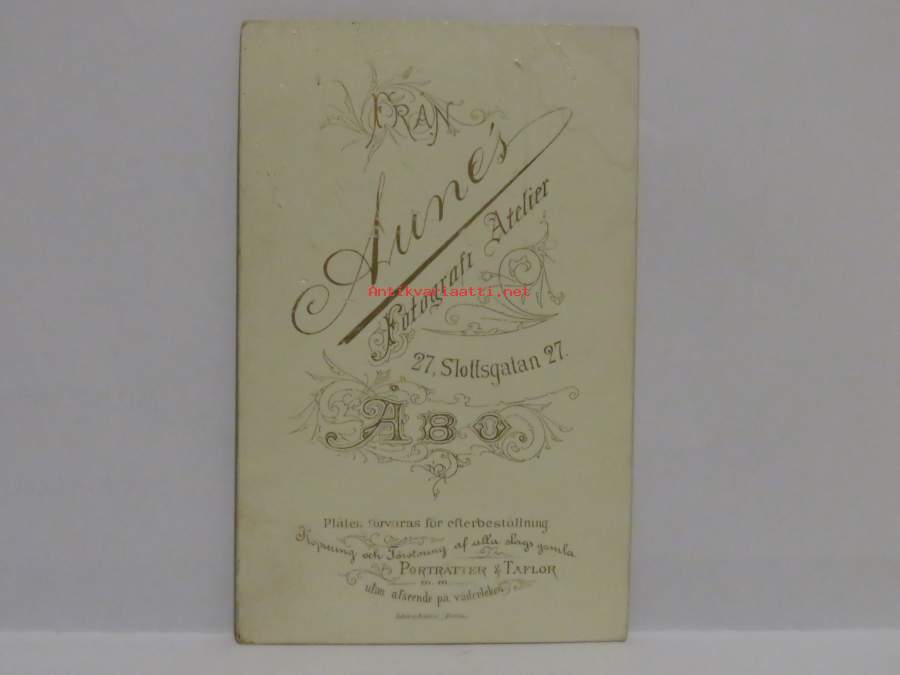 FRÅN
Aune's
Fotografi Atelier
Antikvariaatti.net
27, Slottsgatan 27.
ÅBO
Plåten förvaras för efterbeställning
Kopiering och Förstoring af alla slags gamla
PORTRÄTTER & TAFLOR
m.m.
utan afseende på väderleken